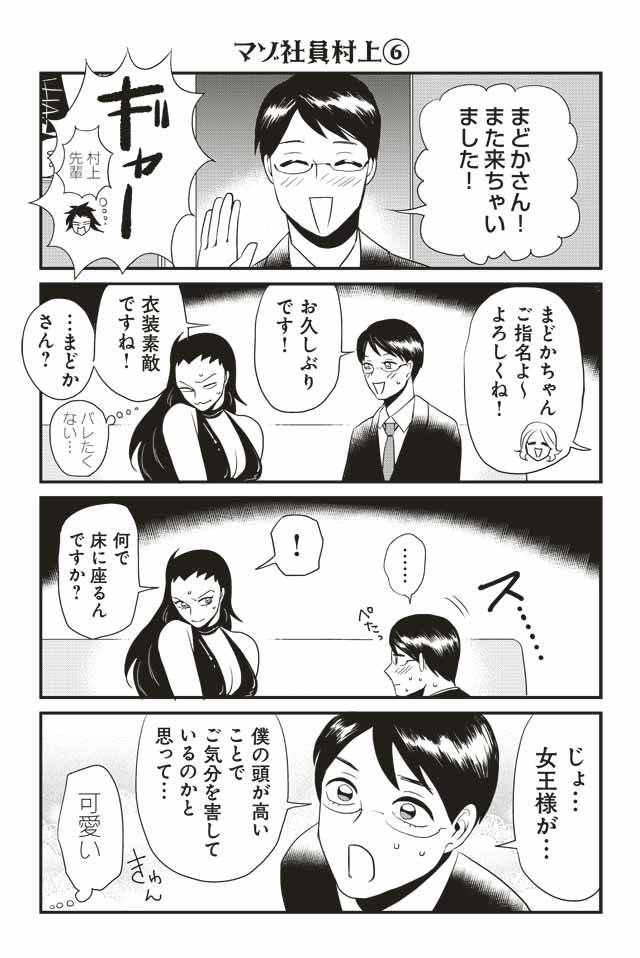 マゾ社員村上⑥
まどかさん！
また来ちゃい
ました！
ギャー
村上
先輩
まどかちゃん
ご指名よ～
よろしくね！
お久しぶり
です！
衣装素敵
ですね！
…まどか
さん？
バレたく
ない…
ス…
……
ぺたっ
！
何で
床に座るん
ですか？
じょ…
女王様が…
僕の頭が高い
ことで
ご気分を害して
いるのかと
思って…
きゅん
可愛い